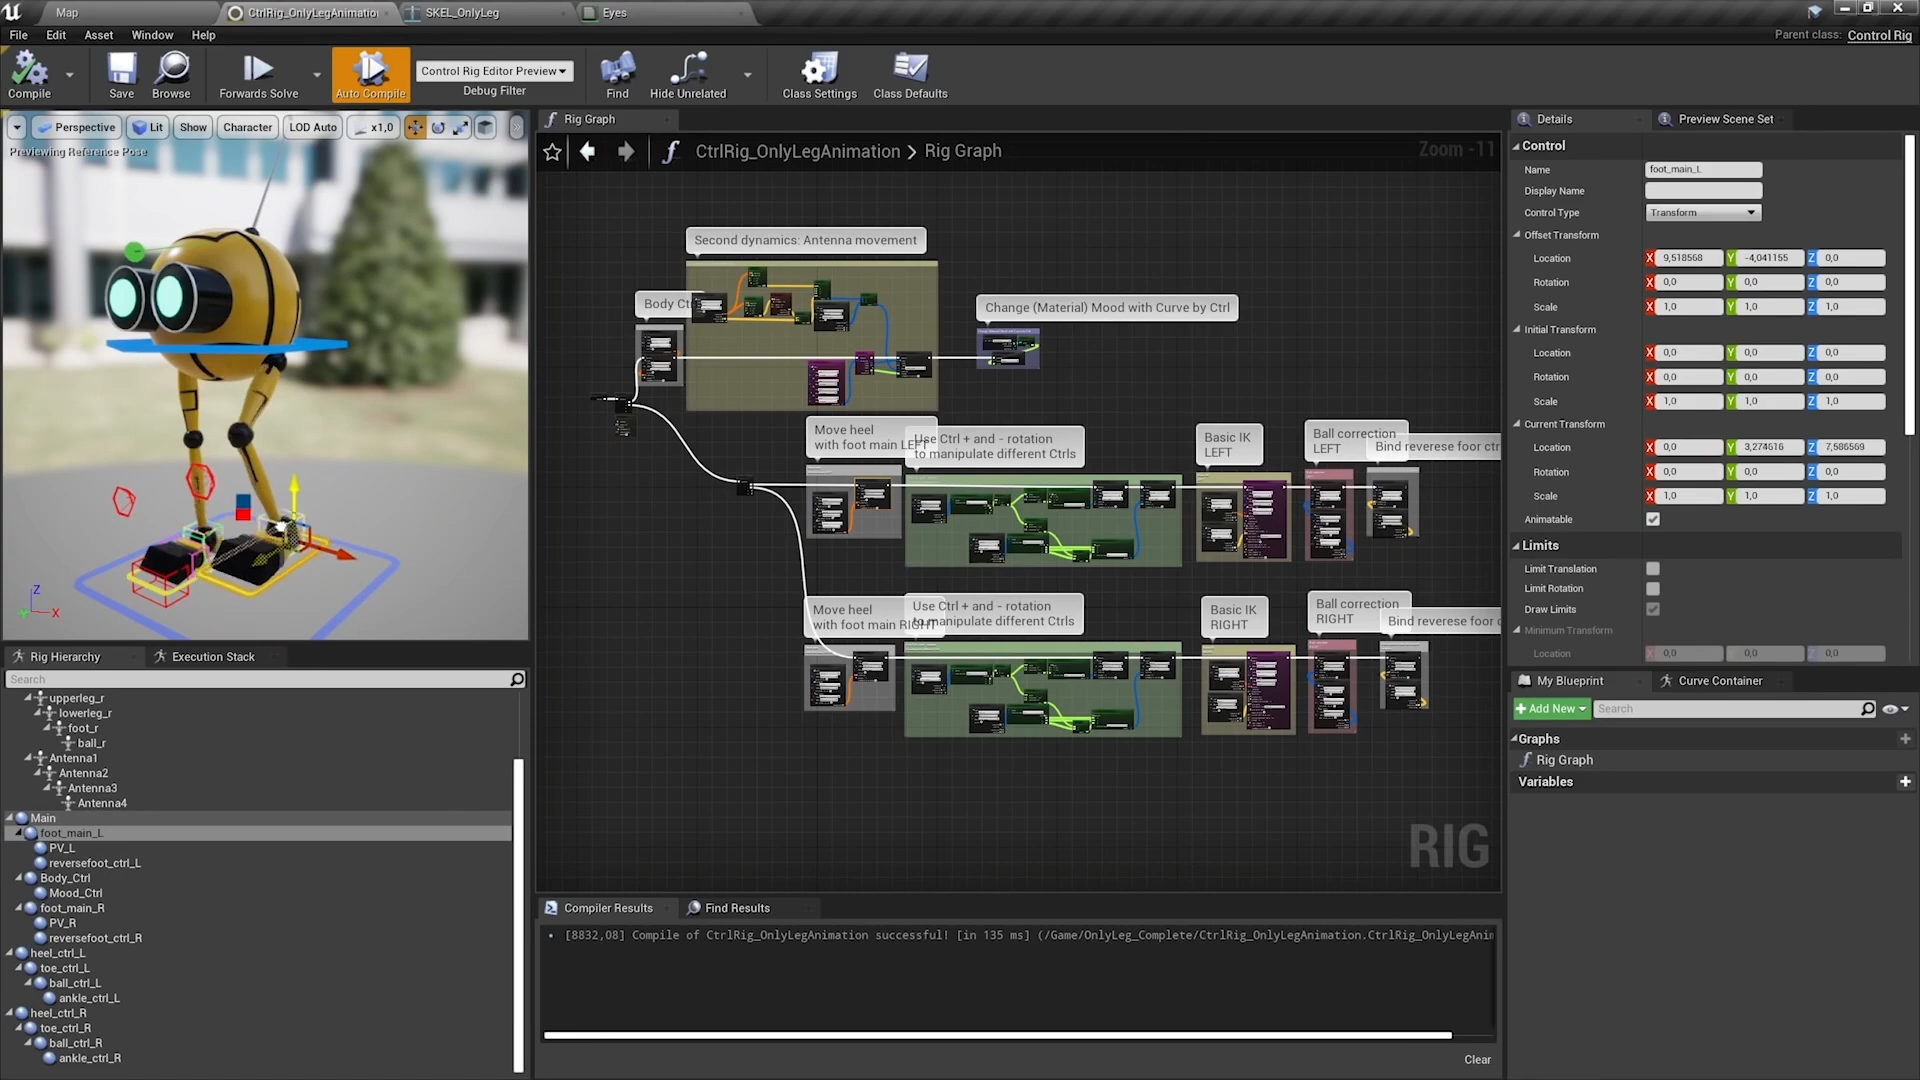 Map
CtrlRig_OnlyLegAnimation
SKEL_OnlyLeg
Eyes
File Edit Asset Window Help
Parent class: Control Rig
Compile
Save
Browse
Forwards Solve
Auto Compile
Control Rig Editor Preview
Debug Filter
Find
Hide Unrelated
Class Settings
Class Defaults
Perspective
Lit
Show
Character
LOD Auto
x1,0
Previewing Reference Pose
Z
X
Y
Rig Graph
CtrlRig_OnlyLegAnimation > Rig Graph
Zoom -11
Second dynamics: Antenna movement
Body Ctr
Change (Material) Mood with Curve by Ctrl
Move heel
with foot main LEFT
Use Ctrl + and - rotation
to manipulate different Ctrls
Basic IK
LEFT
Ball correction
LEFT
Bind reverese foor ctr
Move heel
with foot main RIGHT
Use Ctrl + and - rotation
to manipulate different Ctrls
Basic IK
RIGHT
Ball correction
RIGHT
Bind reverese foor c
RIG
Rig Hierarchy
Execution Stack
Search
upperleg_r
lowerleg_r
foot_r
ball_r
Antenna1
Antenna2
Antenna3
Antenna4
Main
foot_main_L
PV_L
reversefoot_ctrl_L
Body_Ctrl
Mood_Ctrl
foot_main_R
PV_R
reversefoot_ctrl_R
heel_ctrl_L
toe_ctrl_L
ball_ctrl_L
ankle_ctrl_L
heel_ctrl_R
toe_ctrl_R
ball_ctrl_R
ankle_ctrl_R
Compiler Results
Find Results
[8832,08] Compile of CtrlRig_OnlyLegAnimation successful! [in 135 ms] (/Game/OnlyLeg_Complete/CtrlRig_OnlyLegAnimation.CtrlRig_OnlyLegAnim
Clear
Details
Preview Scene Set
Control
Name foot_main_L
Display Name
Control Type Transform
Offset Transform
Location X 9,518568 Y -4,041155 Z 0,0
Rotation X 0,0 Y 0,0 Z 0,0
Scale X 1,0 Y 1,0 Z 1,0
Initial Transform
Location X 0,0 Y 0,0 Z 0,0
Rotation X 0,0 Y 0,0 Z 0,0
Scale X 1,0 Y 1,0 Z 1,0
Current Transform
Location X 0,0 Y 3,274616 Z 7,586569
Rotation X 0,0 Y 0,0 Z 0,0
Scale X 1,0 Y 1,0 Z 1,0
Animatable
Limits
Limit Translation
Limit Rotation
Draw Limits
Minimum Transform
Location X 0,0 Y 0,0 Z 0,0
My Blueprint
Curve Container
Add New
Search
Graphs
Rig Graph
Variables